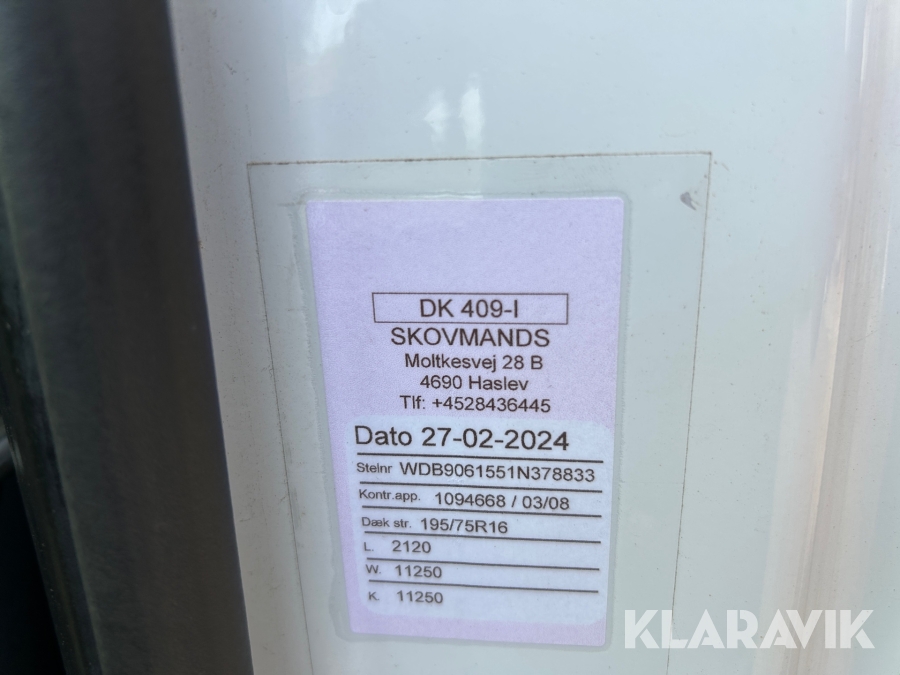 DK 409-I
SKOVMANDS
Moltkesvej 28 B
4690 Haslev
Tlf: +4528436445
Dato 27-02-2024
Stelnr WDB9061551N378833
Kontr.app. 1094668 / 03/08
Dæk str. 195/75R16
L. 2120
W. 11250
K. 11250
KLARAVIK